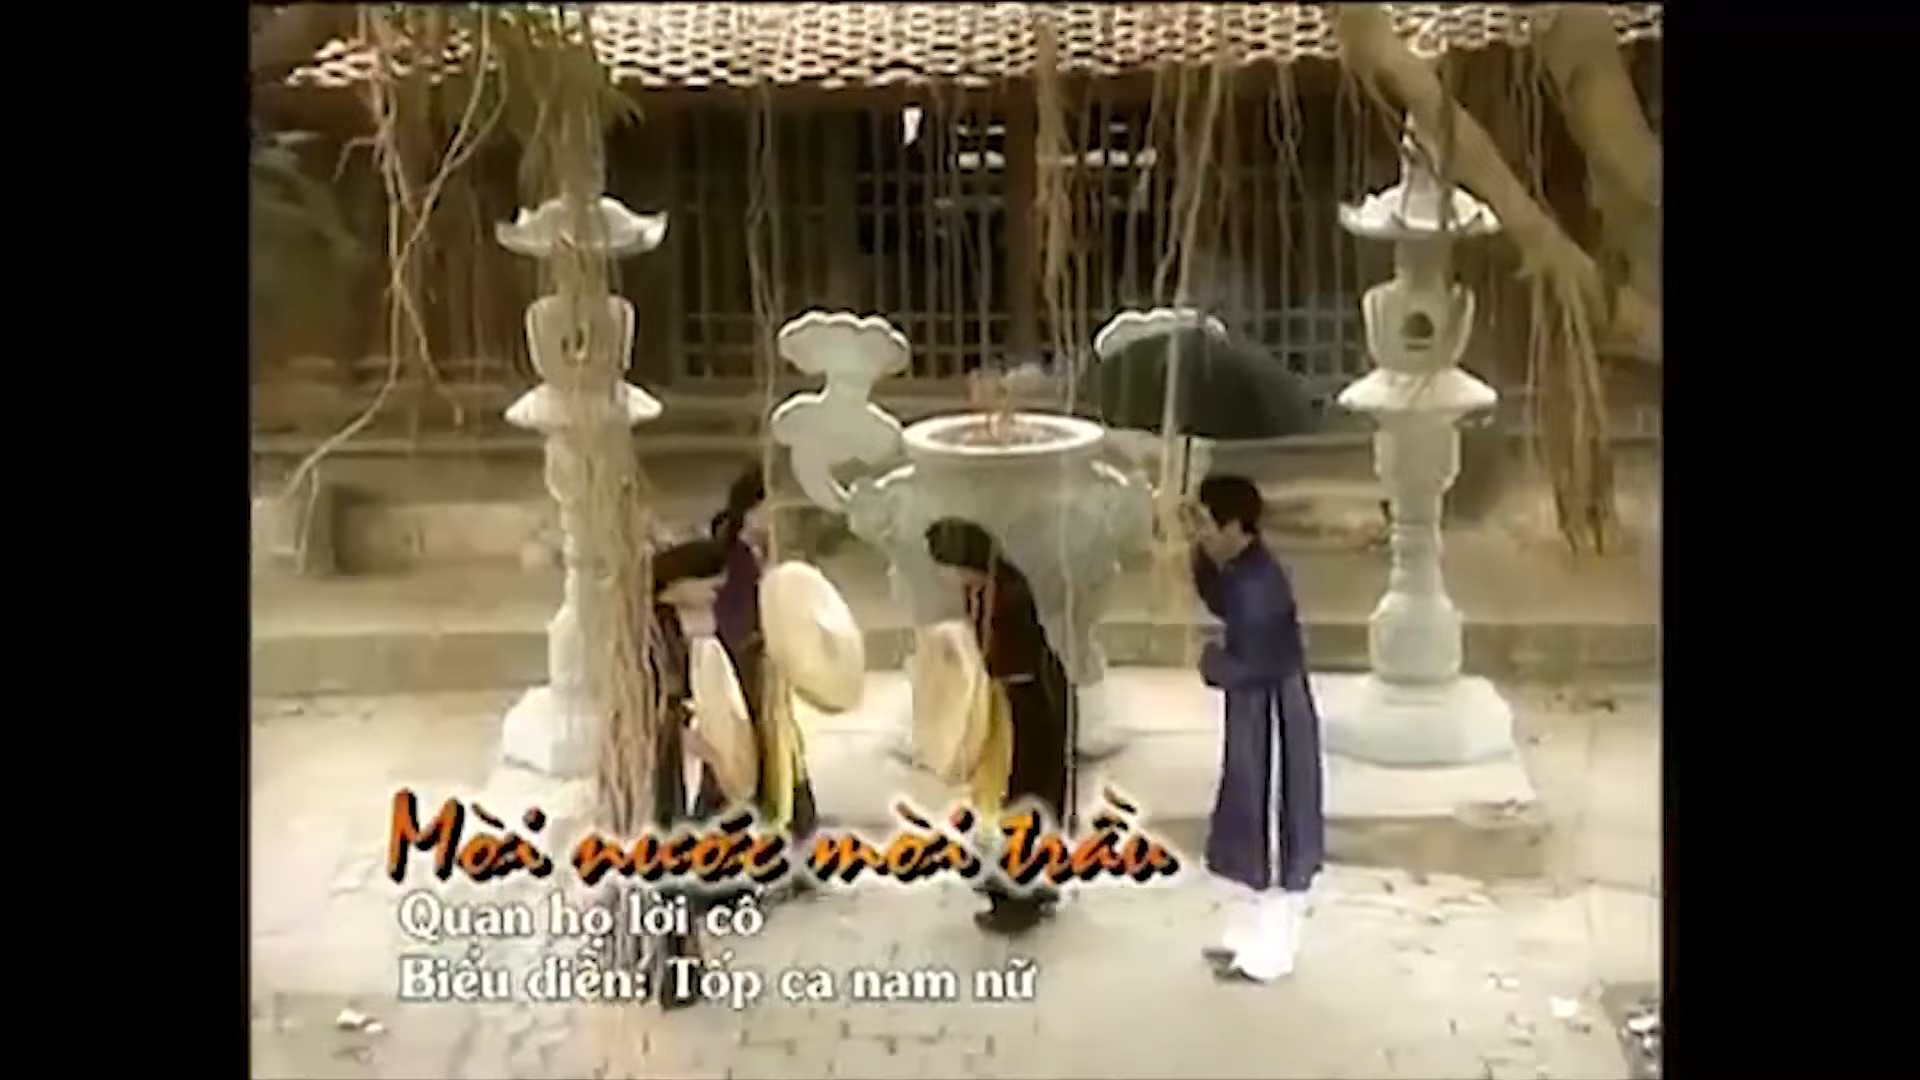 Mời nước mời trầu
Quan họ lời cổ
Biểu diễn: Tốp ca nam nữ